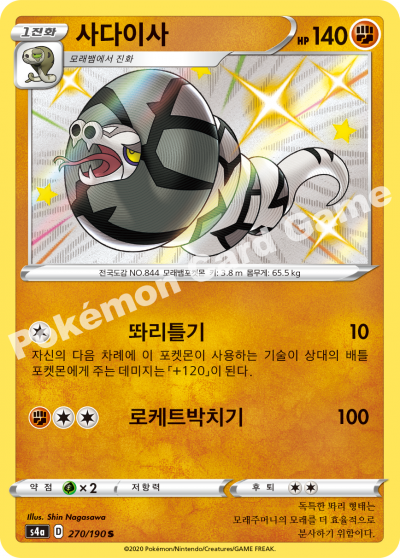 1진화
사다이사
HP 140
모래뱀에서 진화
전국도감 NO.844 모래뱀포켓몬 키: 3.8 m 몸무게: 65.5 kg
Pokémon Card Game
똬리틀기 10
자신의 다음 차례에 이 포켓몬이 사용하는 기술이 상대의 배틀
포켓몬에게 주는 데미지는 「+120」이 된다.
로케트박치기 100
약점 ×2 저항력 후퇴
Illus. Shin Nagasawa
s4a D 270/190 S
독특한 똬리 형태는
모래주머니의 모래를 더 효율적으로
분사하기 위함이다.
©2020 Pokémon/Nintendo/Creatures/GAME FREAK.